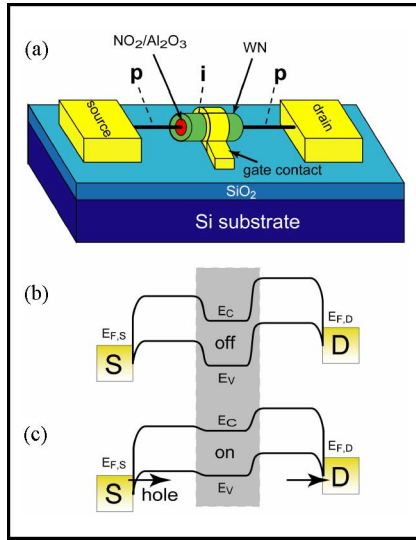 (a)
NO2/Al2O3
WN
p
i
p
source
drain
gate contact
SiO2
Si substrate
(b)
EF,S
EC
off
EV
EF,D
S
D
(c)
EF,S
EC
on
EV
EF,D
S
hole
D